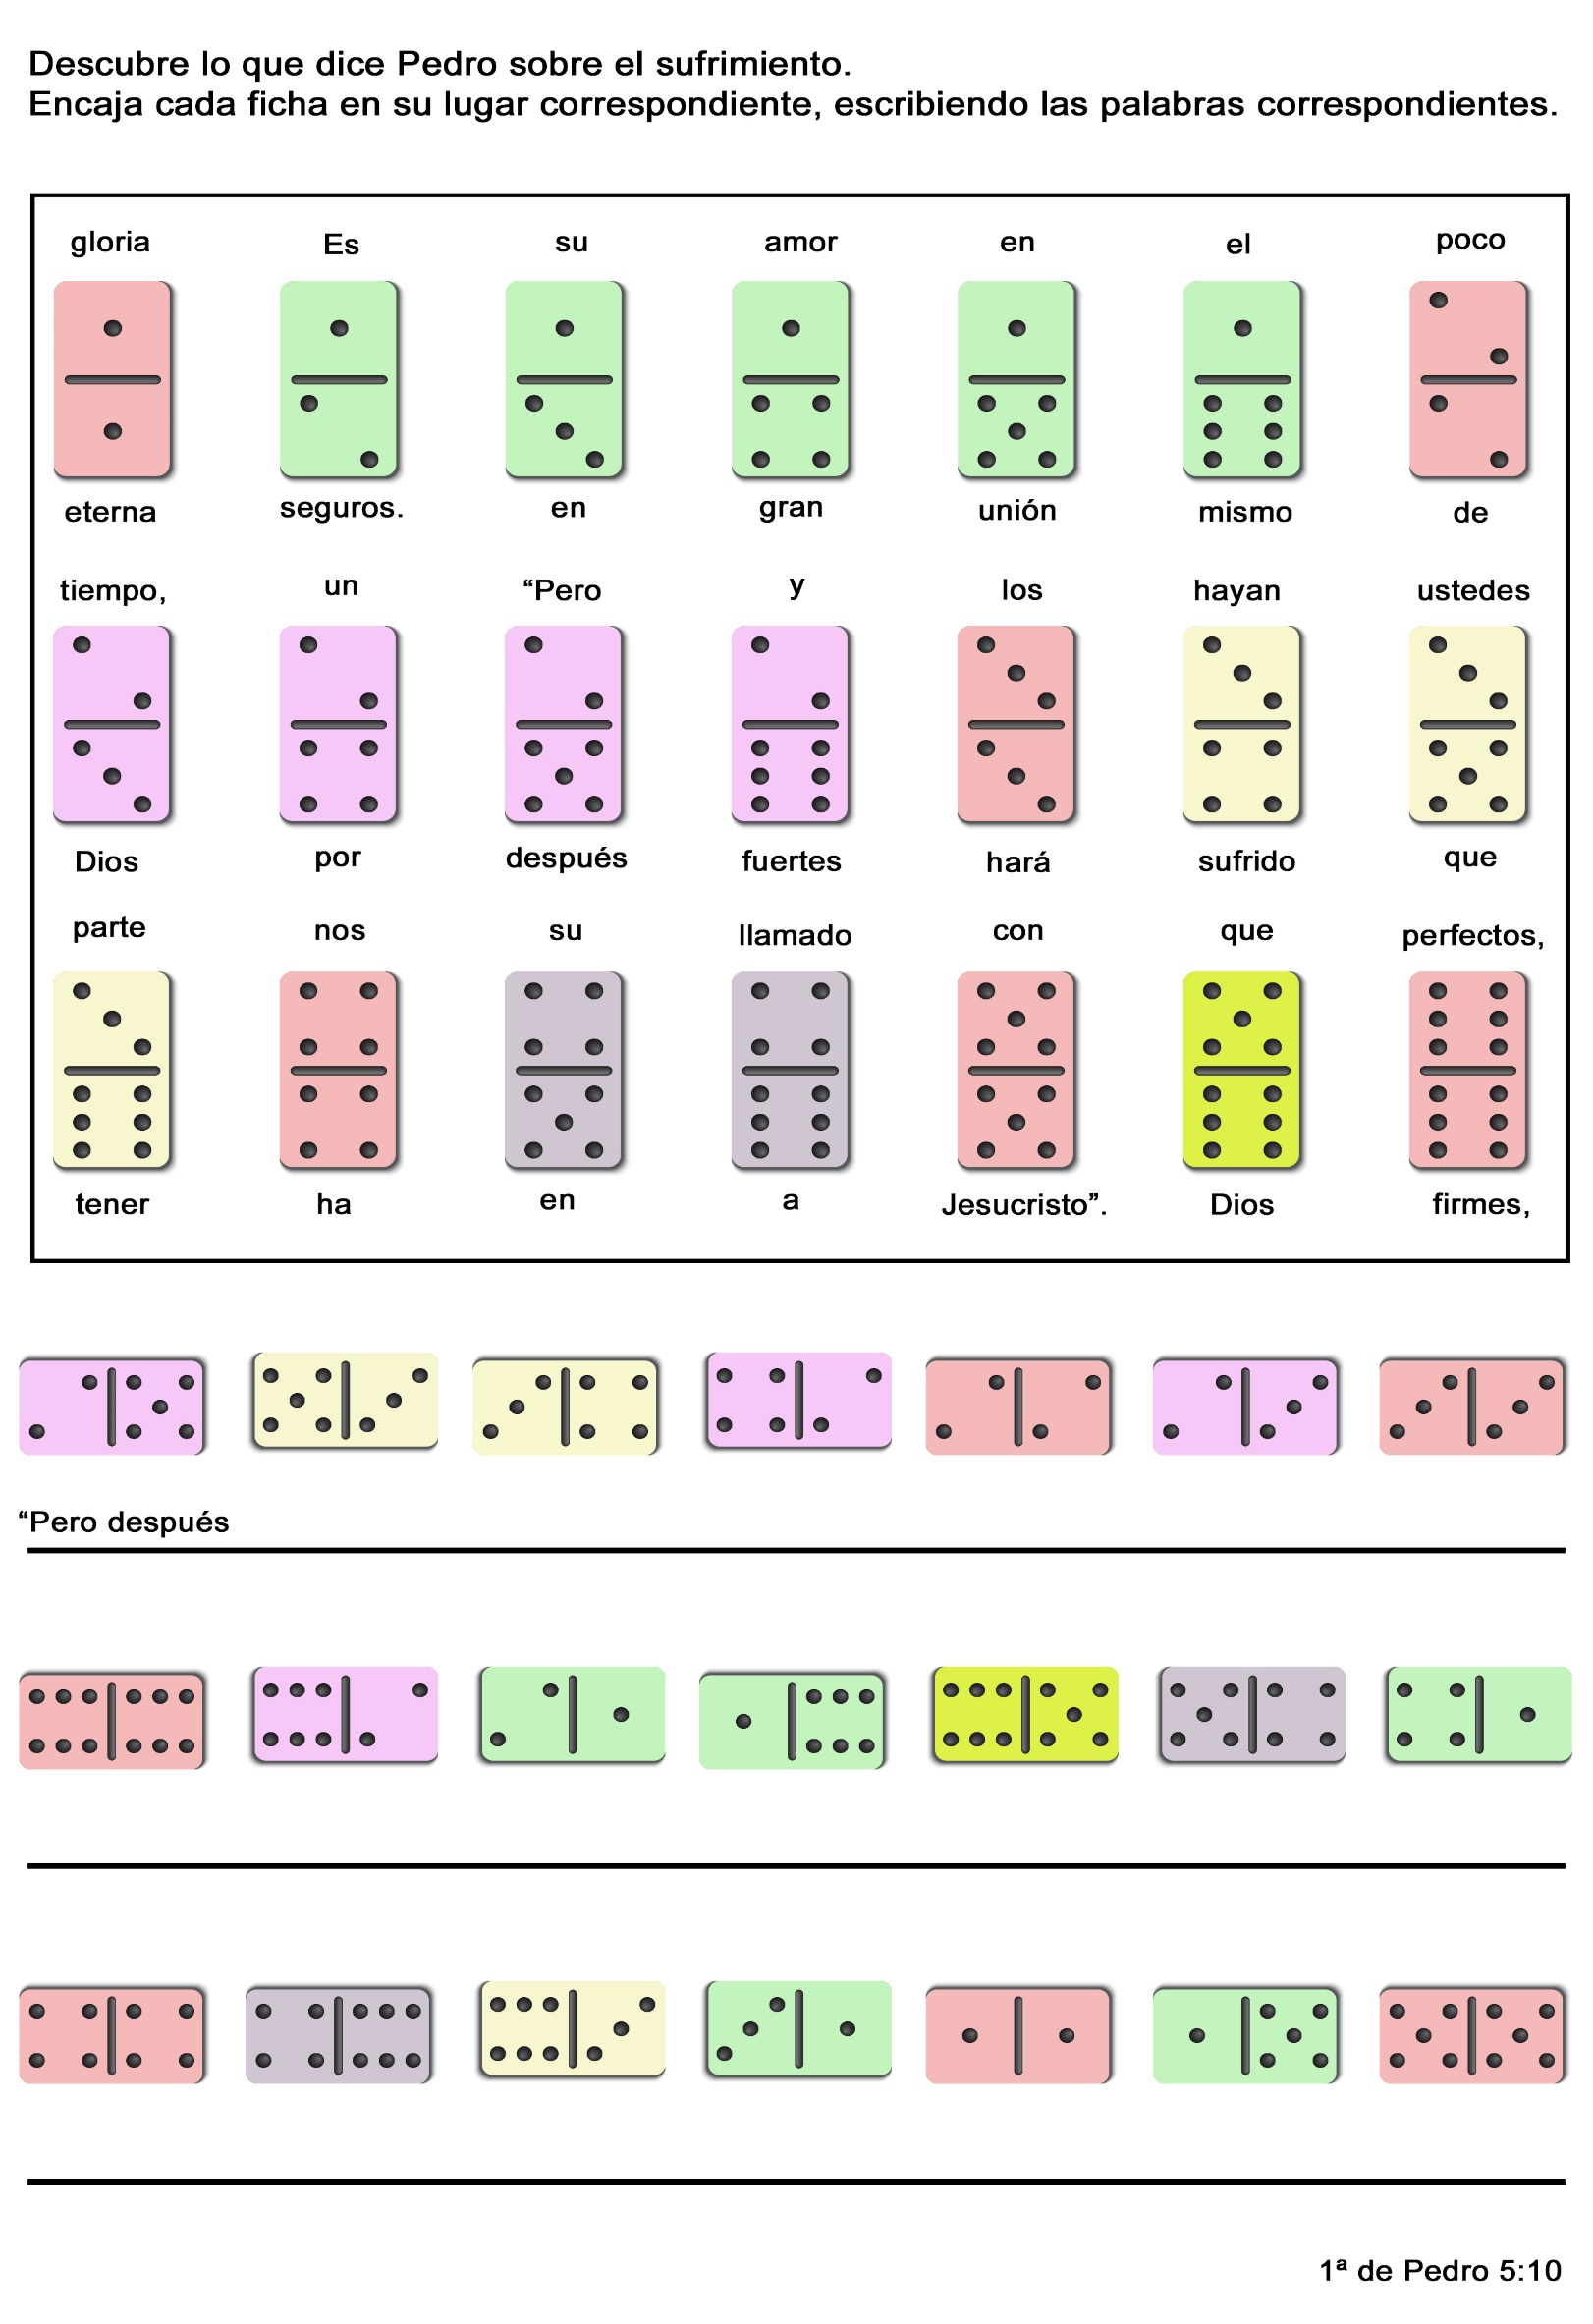 Descubre lo que dice Pedro sobre el sufrimiento.
Encaja cada ficha en su lugar correspondiente, escribiendo las palabras correspondientes.
gloria Es su amor en el poco
eterna seguros. en gran unión mismo de
tiempo, un “Pero y los hayan ustedes
Dios por después fuertes hará sufrido que
parte nos su llamado con que perfectos,
tener ha en a Jesucristo”. Dios firmes,
“Pero después
1ª de Pedro 5:10